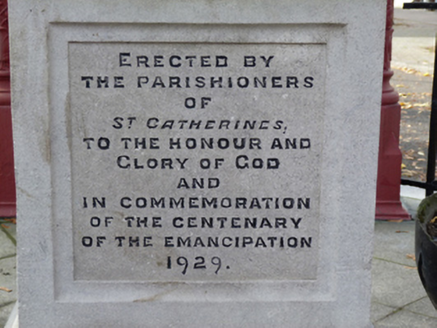 ERECTED BY
THE PARISHIONERS
OF
ST CATHERINES,
TO THE HONOUR AND
GLORY OF GOD
AND
IN COMMEMORATION
OF THE CENTENARY
OF THE EMANCIPATION
1929.